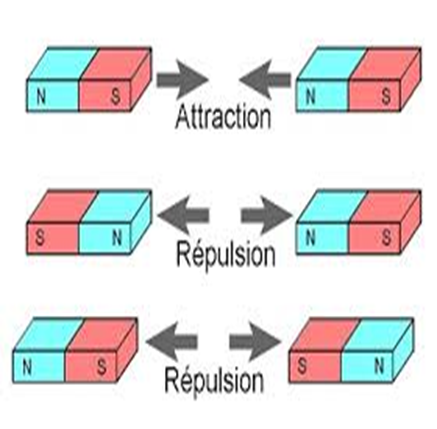 N S N S
Attraction
S N N S
Répulsion
N S S N
Répulsion